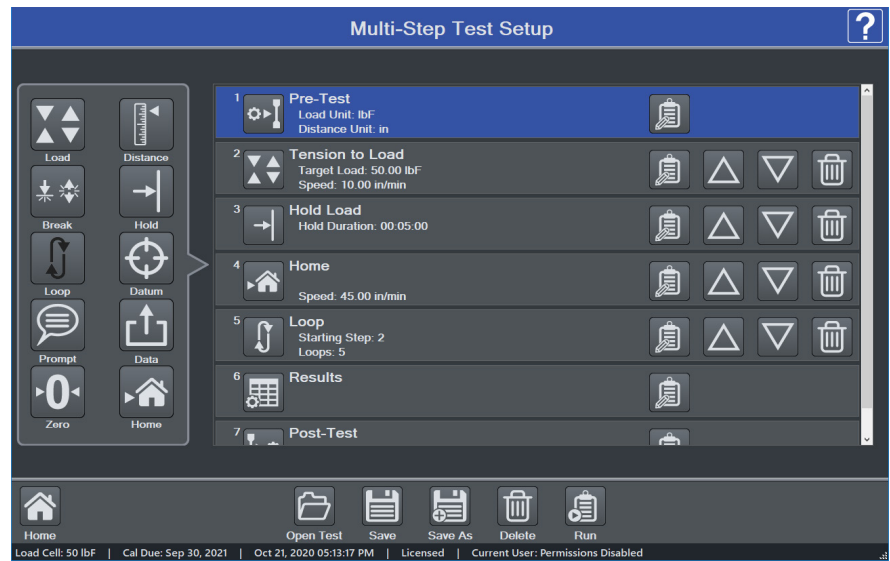 Multi-Step Test Setup
?
Load
Distance
Break
Hold
Loop
Datum
Prompt
Data
0
Zero
Home
1
Pre-Test
Load Unit: lbF
Distance Unit: in
2
Tension to Load
Target Load: 50.00 lbF
Speed: 10.00 in/min
3
Hold Load
Hold Duration: 00:05:00
4
Home
Speed: 45.00 in/min
5
Loop
Starting Step: 2
Loops: 5
6
Results
7
Post-Test
Home
Open Test
Save
Save As
Delete
Run
Load Cell: 50 lbF | Cal Due: Sep 30, 2021 | Oct 21, 2020 05:13:17 PM | Licensed | Current User: Permissions Disabled